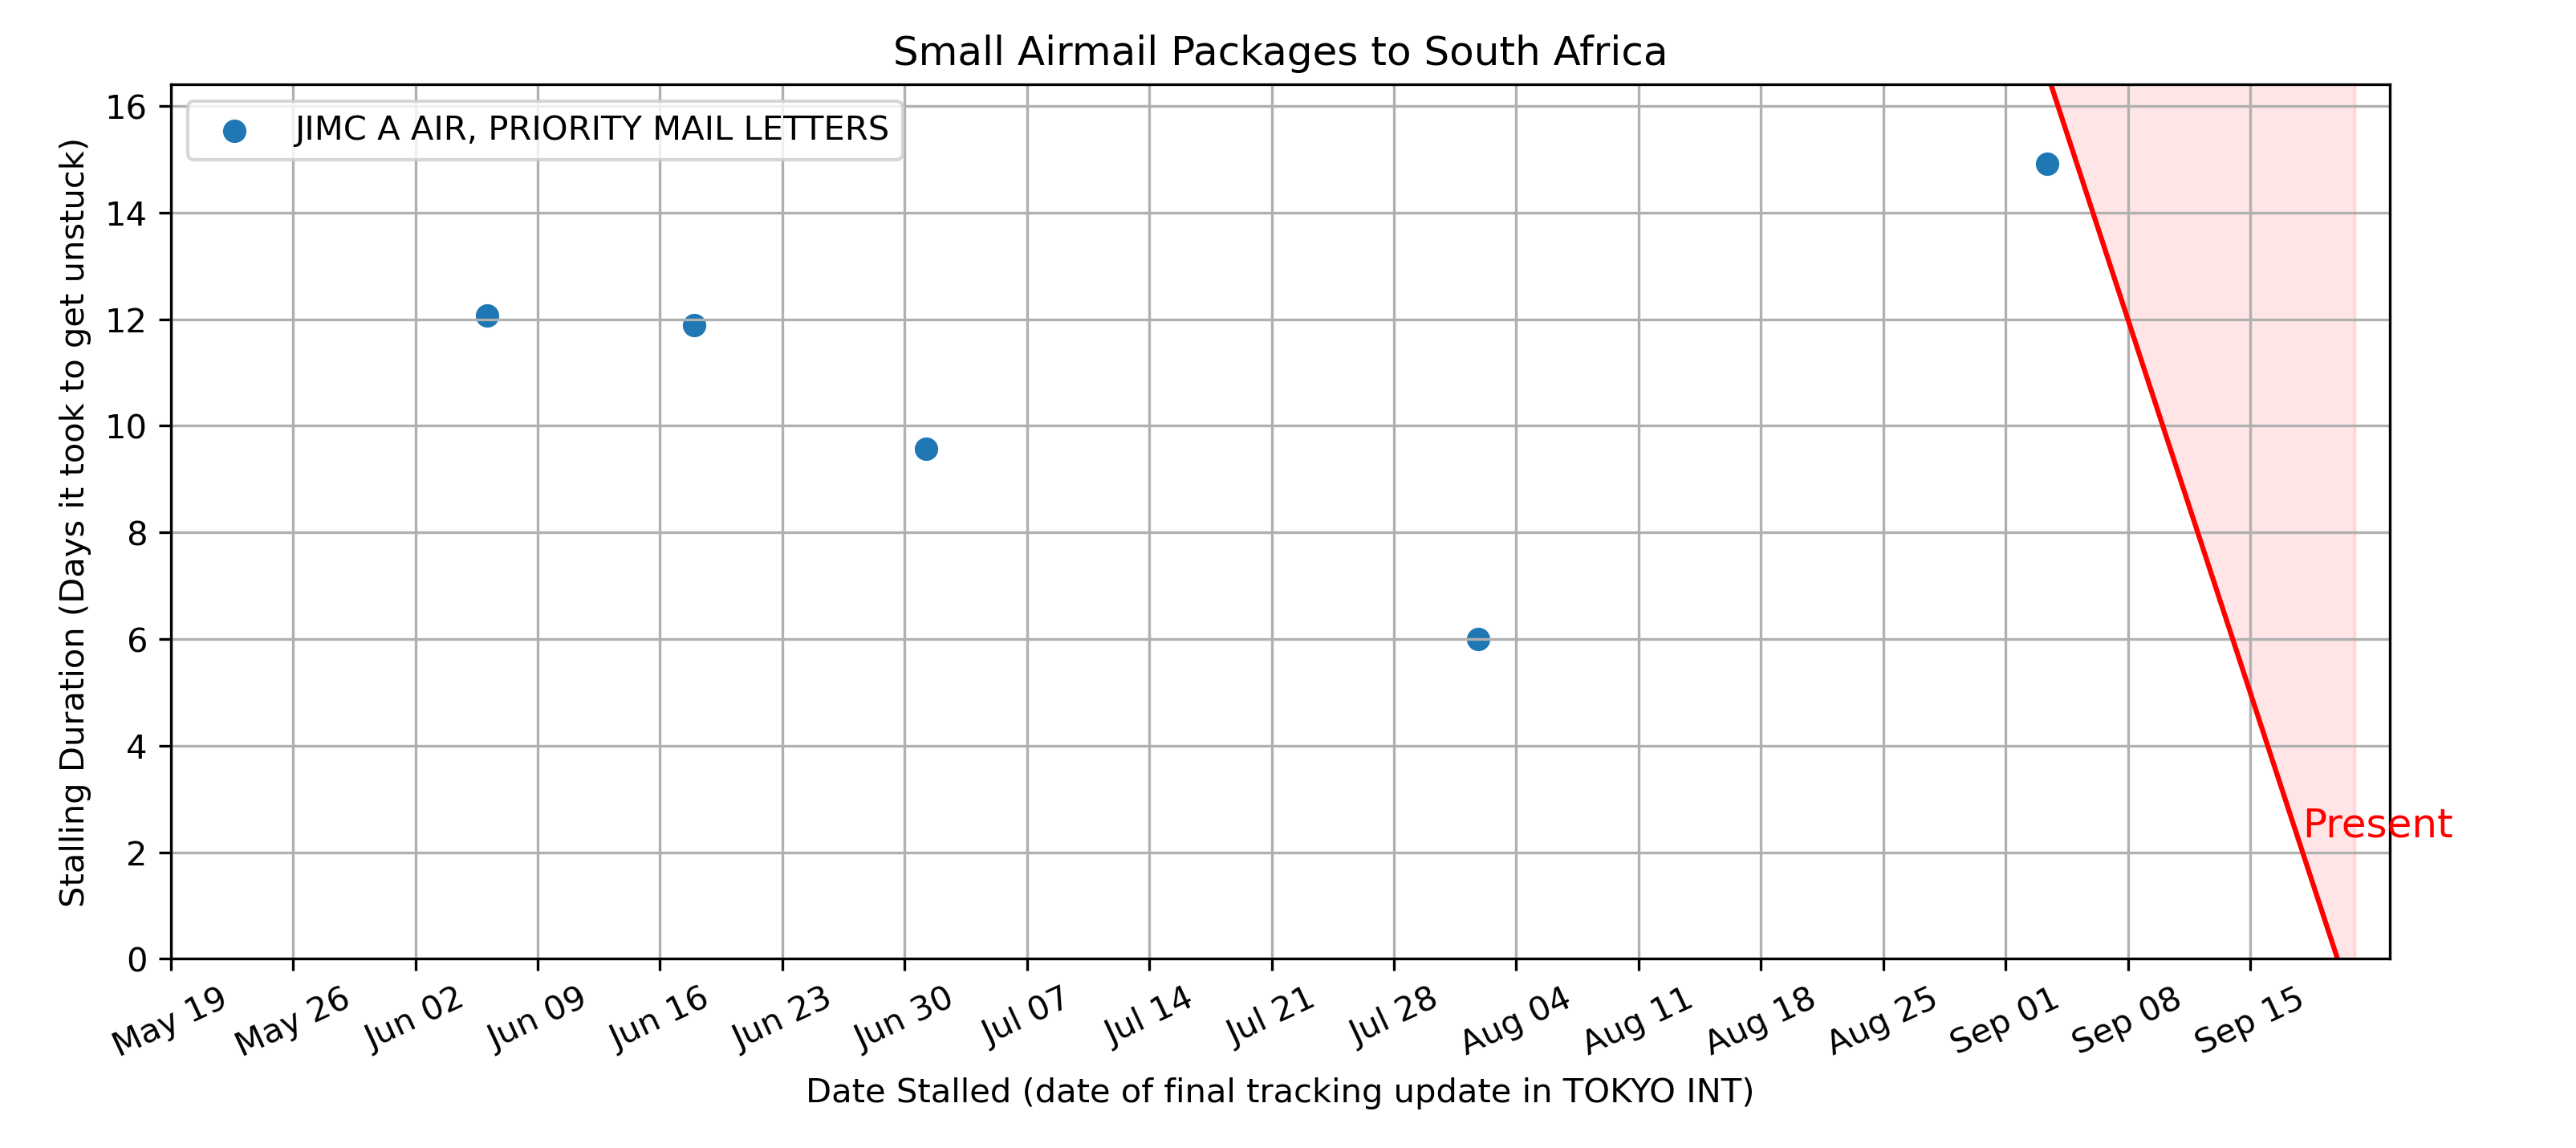 Small Airmail Packages to South Africa
JIMC A AIR, PRIORITY MAIL LETTERS
Stalling Duration (Days it took to get unstuck)
16
14
12
10
8
6
4
2
0
Present
May 19
May 26
Jun 02
Jun 09
Jun 16
Jun 23
Jun 30
Jul 07
Jul 14
Jul 21
Jul 28
Aug 04
Aug 11
Aug 18
Aug 25
Sep 01
Sep 08
Sep 15
Date Stalled (date of final tracking update in TOKYO INT)